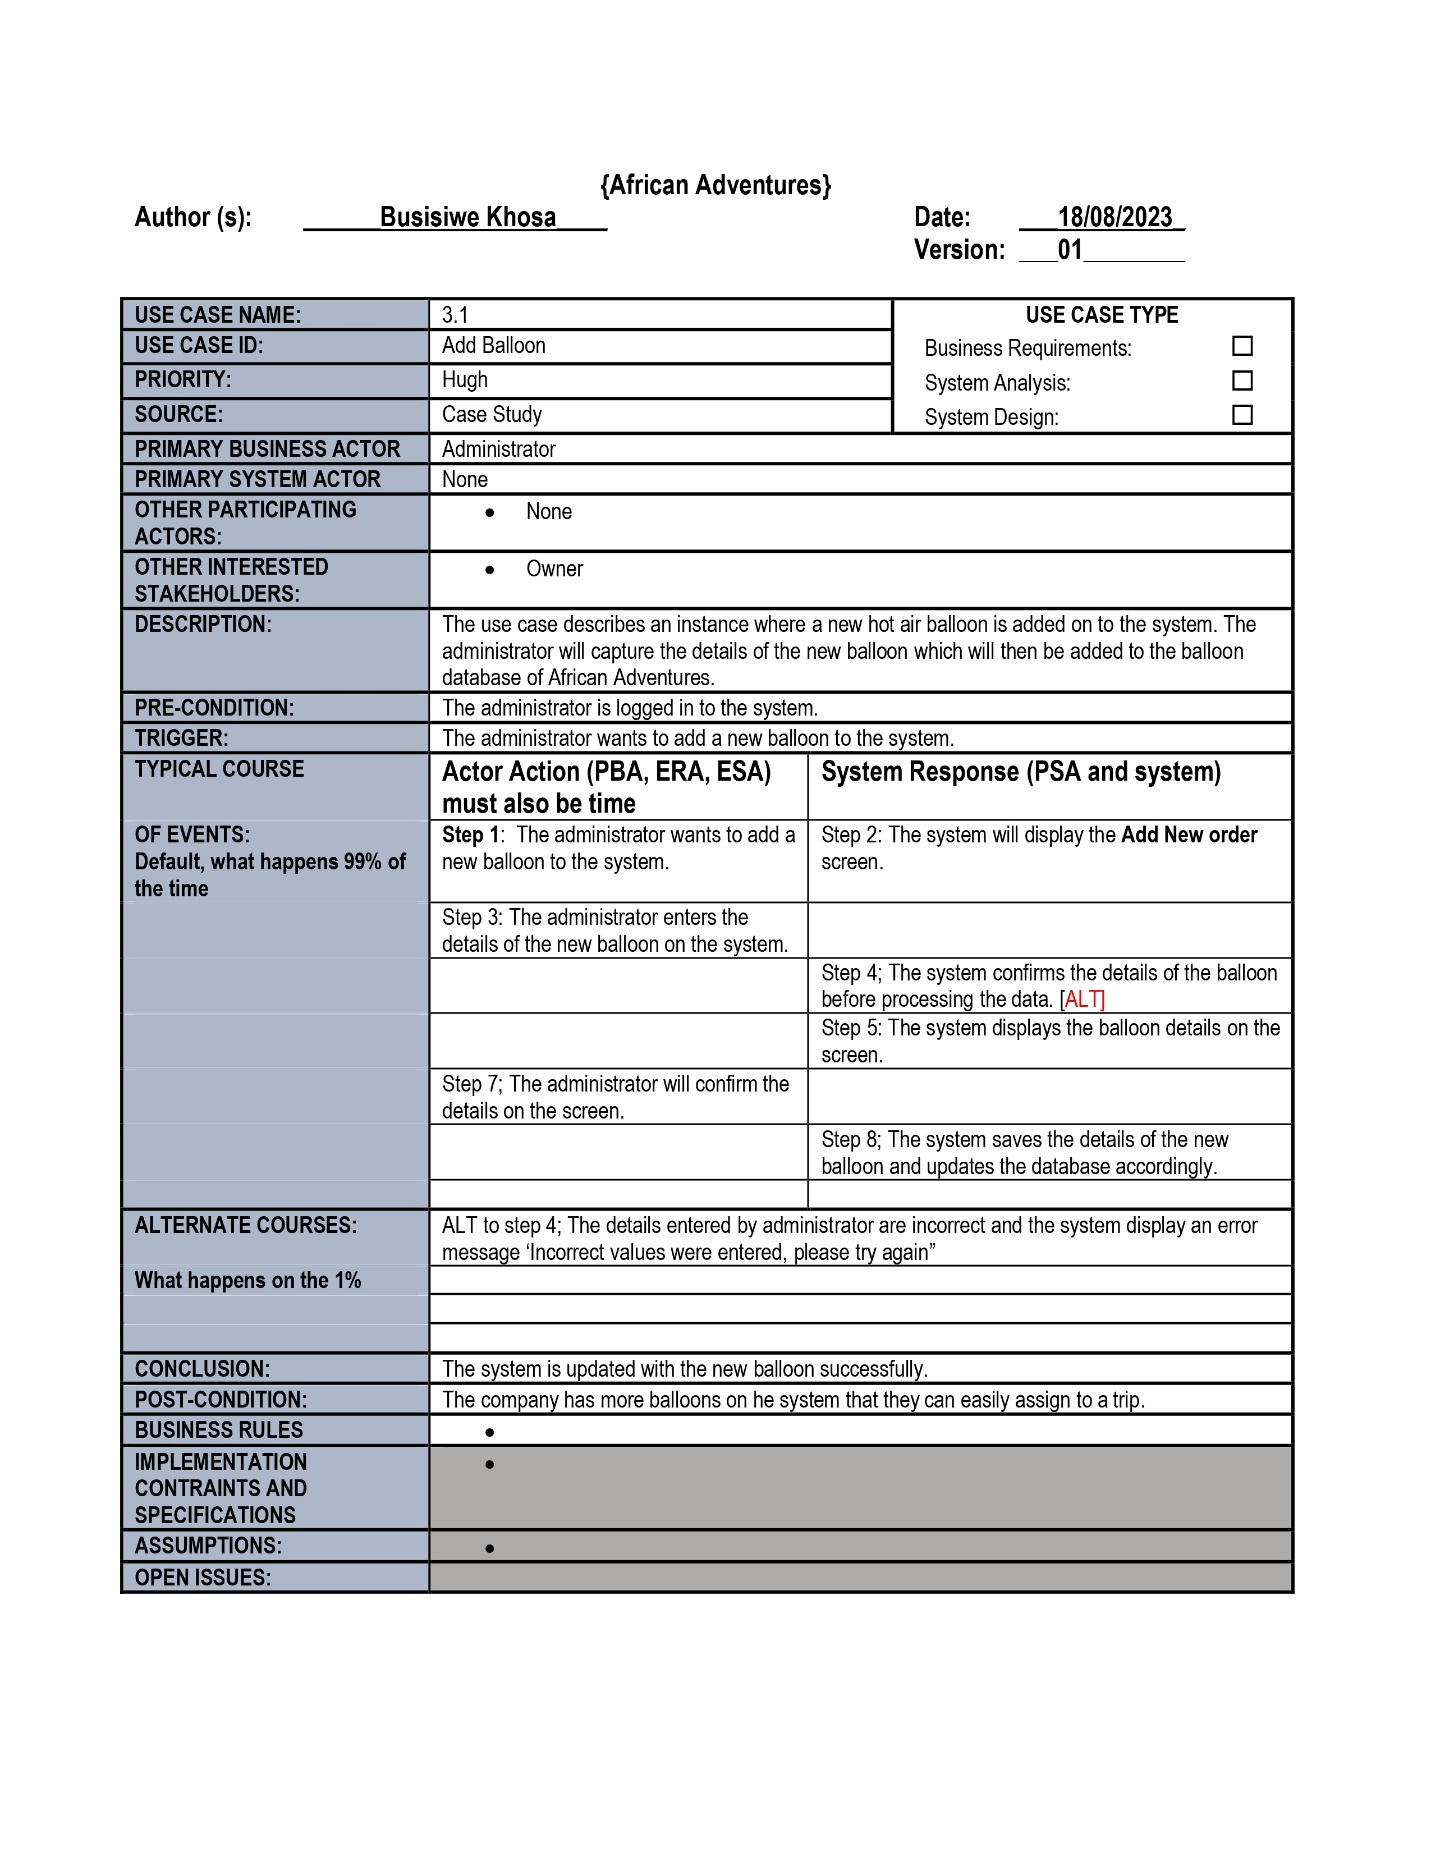 {African Adventures}
Author (s): ______Busisiwe Khosa____ Date: ___18/08/2023_
Version: ___01________
USE CASE NAME: 3.1 USE CASE TYPE
USE CASE ID: Add Balloon Business Requirements: ☐
PRIORITY: Hugh System Analysis: ☐
SOURCE: Case Study System Design: ☐
PRIMARY BUSINESS ACTOR Administrator
PRIMARY SYSTEM ACTOR None
OTHER PARTICIPATING
ACTORS:
• None
OTHER INTERESTED
STAKEHOLDERS:
• Owner
DESCRIPTION:
The use case describes an instance where a new hot air balloon is added on to the system. The
administrator will capture the details of the new balloon which will then be added to the balloon
database of African Adventures.
PRE-CONDITION: The administrator is logged in to the system.
TRIGGER: The administrator wants to add a new balloon to the system.
TYPICAL COURSE
Actor Action (PBA, ERA, ESA)
must also be time
System Response (PSA and system)
OF EVENTS:
Default, what happens 99% of
the time
Step 1:  The administrator wants to add a
new balloon to the system.
Step 2: The system will display the Add New order
screen.
Step 3: The administrator enters the
details of the new balloon on the system.
Step 4; The system confirms the details of the balloon
before processing the data. [ALT]
Step 5: The system displays the balloon details on the
screen.
Step 7; The administrator will confirm the
details on the screen.
Step 8; The system saves the details of the new
balloon and updates the database accordingly.
ALTERNATE COURSES:
ALT to step 4; The details entered by administrator are incorrect and the system display an error
message ‘Incorrect values were entered, please try again”
What happens on the 1%
CONCLUSION: The system is updated with the new balloon successfully.
POST-CONDITION: The company has more balloons on he system that they can easily assign to a trip.
BUSINESS RULES •
IMPLEMENTATION
CONTRAINTS AND
SPECIFICATIONS
•
ASSUMPTIONS: •
OPEN ISSUES: